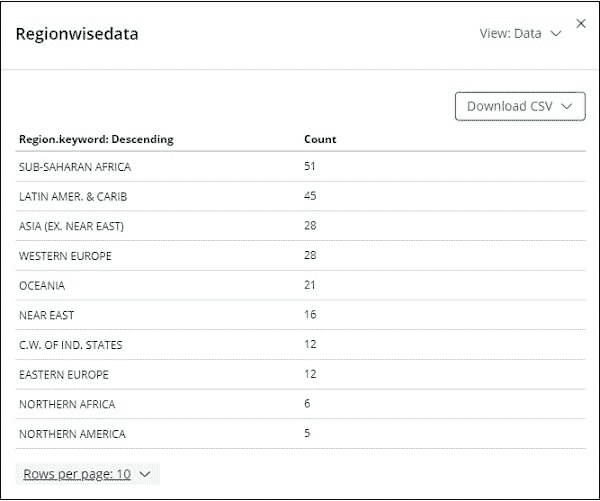 Regionwisedata
View: Data
Download CSV
Region.keyword: Descending Count
SUB-SAHARAN AFRICA 51
LATIN AMER. & CARIB 45
ASIA (EX. NEAR EAST) 28
WESTERN EUROPE 28
OCEANIA 21
NEAR EAST 16
C.W. OF IND. STATES 12
EASTERN EUROPE 12
NORTHERN AFRICA 6
NORTHERN AMERICA 5
Rows per page: 10